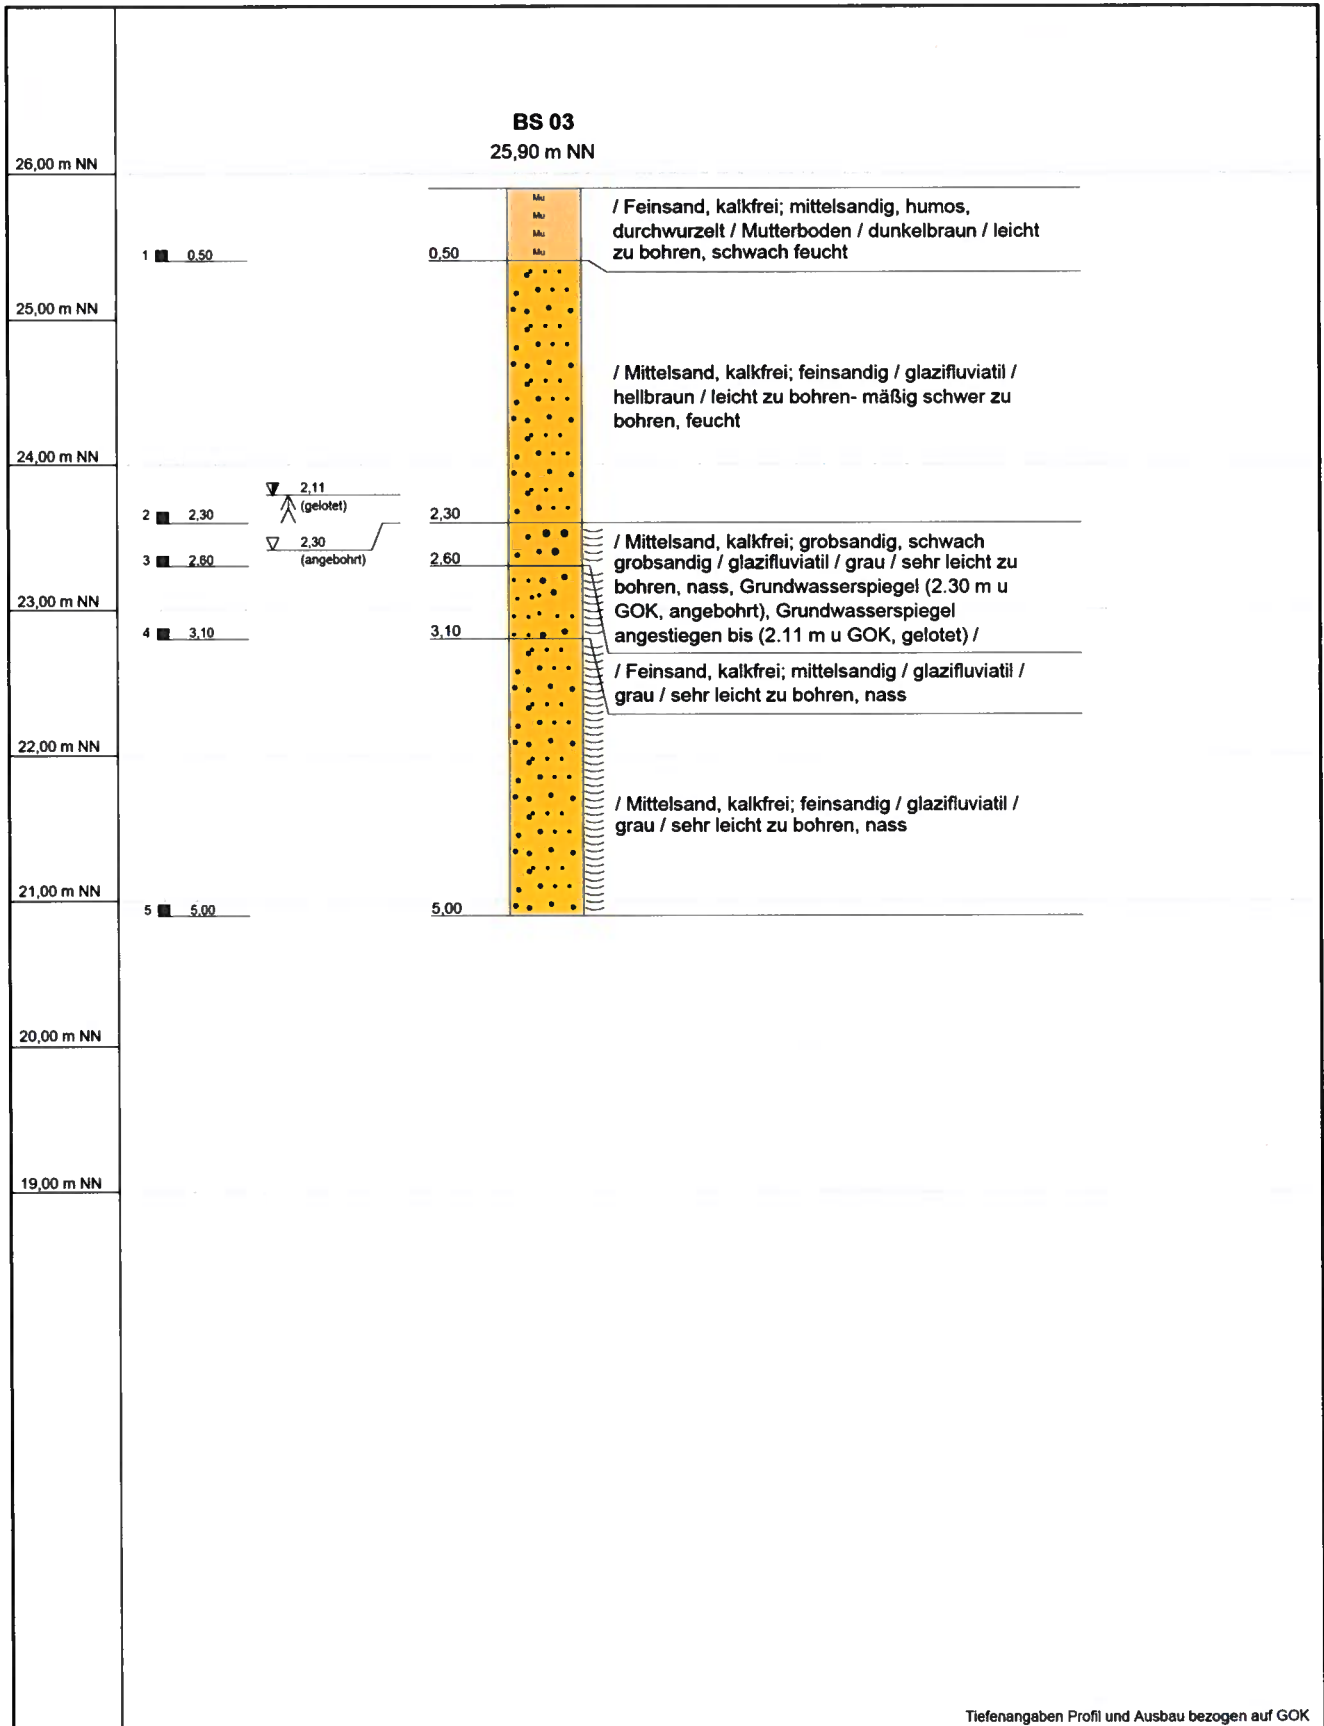 BS 03
25,90 m NN
26,00 m NN
Mu
Mu
Mu
Mu
/ Feinsand, kalkfrei; mittelsandig, humos,
durchwurzelt / Mutterboden / dunkelbraun / leicht
zu bohren, schwach feucht
1 0,50
0,50
25,00 m NN
/ Mittelsand, kalkfrei; feinsandig / glazifluviatil /
hellbraun / leicht zu bohren- mäßig schwer zu
bohren, feucht
24,00 m NN
2,11
(gelotet)
2 2,30
2,30
2,30
(angebohrt)
3 2,60
2,60
/ Mittelsand, kalkfrei; grobsandig, schwach
grobsandig / glazifluviatil / grau / sehr leicht zu
bohren, nass, Grundwasserspiegel (2.30 m u
GOK, angebohrt), Grundwasserspiegel
angestiegen bis (2.11 m u GOK, gelotet) /
23,00 m NN
4 3,10
3,10
/ Feinsand, kalkfrei; mittelsandig / glazifluviatil /
grau / sehr leicht zu bohren, nass
22,00 m NN
/ Mittelsand, kalkfrei; feinsandig / glazifluviatil /
grau / sehr leicht zu bohren, nass
21,00 m NN
5 5,00
5,00
20,00 m NN
19,00 m NN
Tiefenangaben Profil und Ausbau bezogen auf GOK